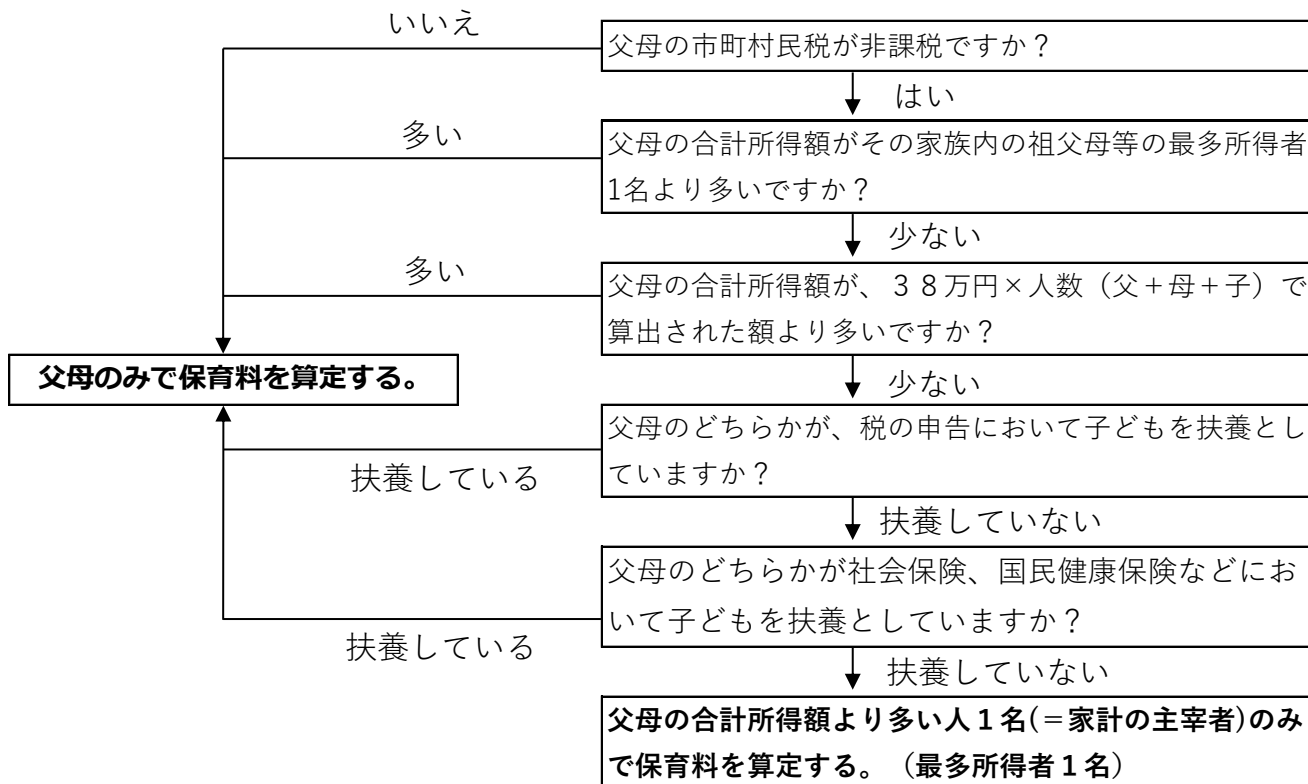 いいえ
父母の市町村民税が非課税ですか？
はい
多い
父母の合計所得額がその家族内の祖父母等の最多所得者
1名より多いですか？
少ない
多い
父母の合計所得額が、３８万円×人数（父＋母＋子）で
算出された額より多いですか？
父母のみで保育料を算定する。
少ない
父母のどちらかが、税の申告において子どもを扶養とし
ていますか？
扶養している
扶養していない
父母のどちらかが社会保険、国民健康保険などにお
いて子どもを扶養としていますか？
扶養している
扶養していない
父母の合計所得額より多い人１名(＝家計の主宰者)のみ
で保育料を算定する。（最多所得者１名）